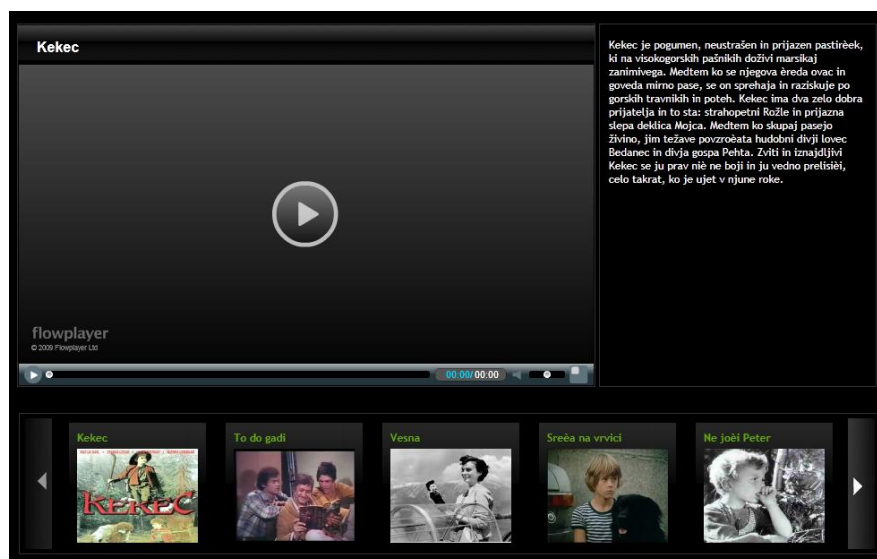 Kekec
Kekec je pogumen, neustrašen in prijazen pastirèek,
ki na visokogorskih pašnikih doživi marsikaj
zanimivega. Medtem ko se njegova èreda ovac in
goveda mirno pase, se on sprehaja in raziskuje po
gorskih travnikih in poteh. Kekec ima dva zelo dobra
prijatelja in to sta: strahopetni Rožle in prijazna
slepa deklica Mojca. Medtem ko skupaj pasejo
živino, jim težave povzroèata hudobni divji lovec
Bedanec in divja gospa Pehta. Zviti in iznajdljivi
Kekec se ju prav niè ne boji in ju vedno prelisièi,
celo takrat, ko je ujet v njune roke.
flowplayer
© 2009 Flowplayer Ltd
00:00/00:00
Kekec
To do gadi
Vesna
Sreèa na vrvici
Ne joèi Peter
KEKEC